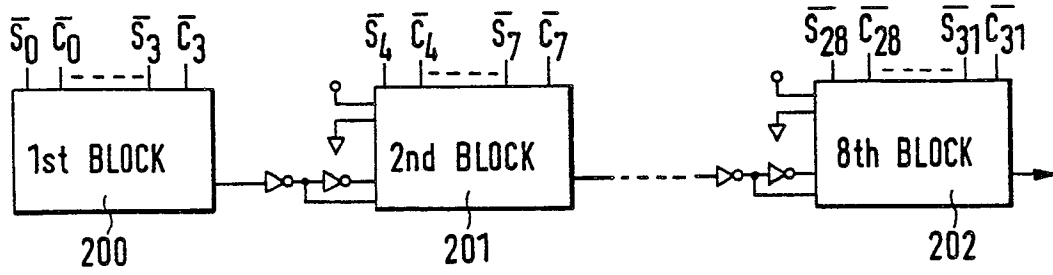 S̅0 C̅0 S̅3 C̅3 S̅4 C̅4 S̅7 C̅7 S̅28 C̅28 S̅31 C̅31
1st BLOCK 2nd BLOCK 8th BLOCK
200 201 202